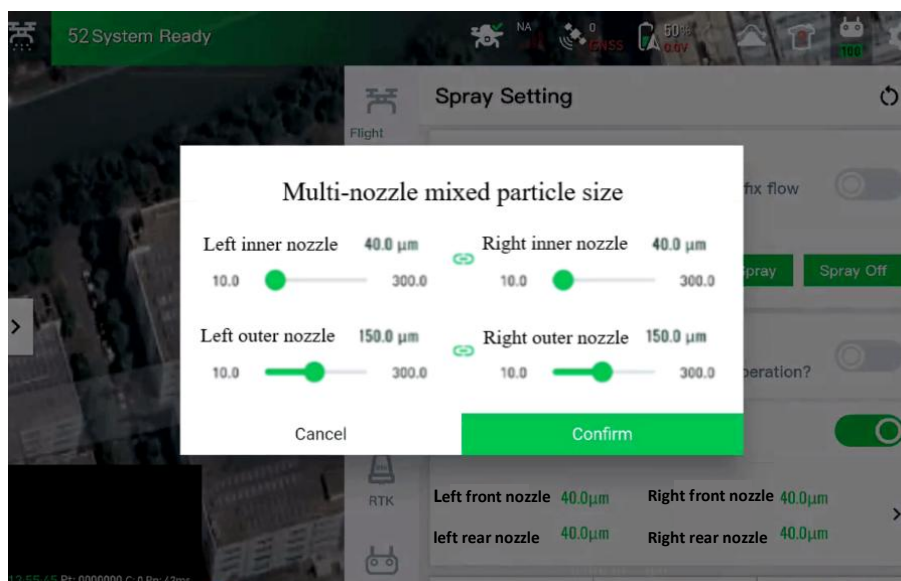 52 System Ready
NA
0
GNSS
50%
0.0V
100
Spray Setting
Flight
fix flow
Multi-nozzle mixed particle size
Left inner nozzle 40.0 μm
Right inner nozzle 40.0 μm
10.0 300.0
10.0 300.0
pray
Spray Off
Left outer nozzle 150.0 μm
Right outer nozzle 150.0 μm
10.0 300.0
10.0 300.0
peration?
Cancel
Confirm
RTK
Left front nozzle 40.0μm
Right front nozzle 40.0μm
left rear nozzle 40.0μm
Right rear nozzle 40.0μm